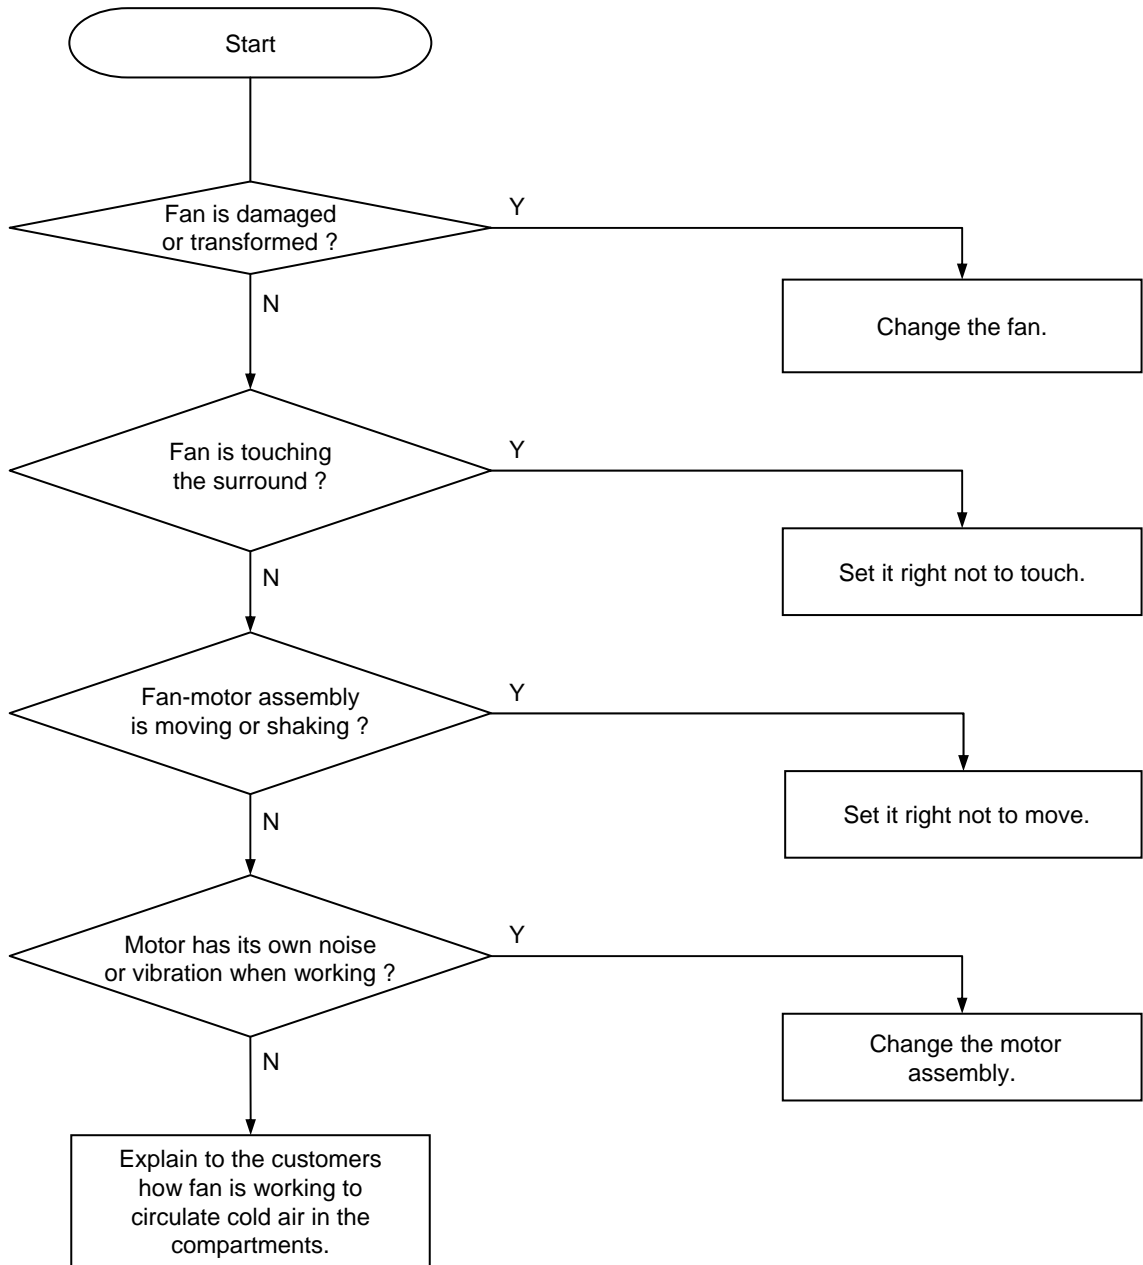 Start
Fan is damaged
or transformed ?
Y
N
Change the fan.
Fan is touching
the surround ?
Y
N
Set it right not to touch.
Fan-motor assembly
is moving or shaking ?
Y
N
Set it right not to move.
Motor has its own noise
or vibration when working ?
Y
N
Change the motor
assembly.
Explain to the customers
how fan is working to
circulate cold air in the
compartments.